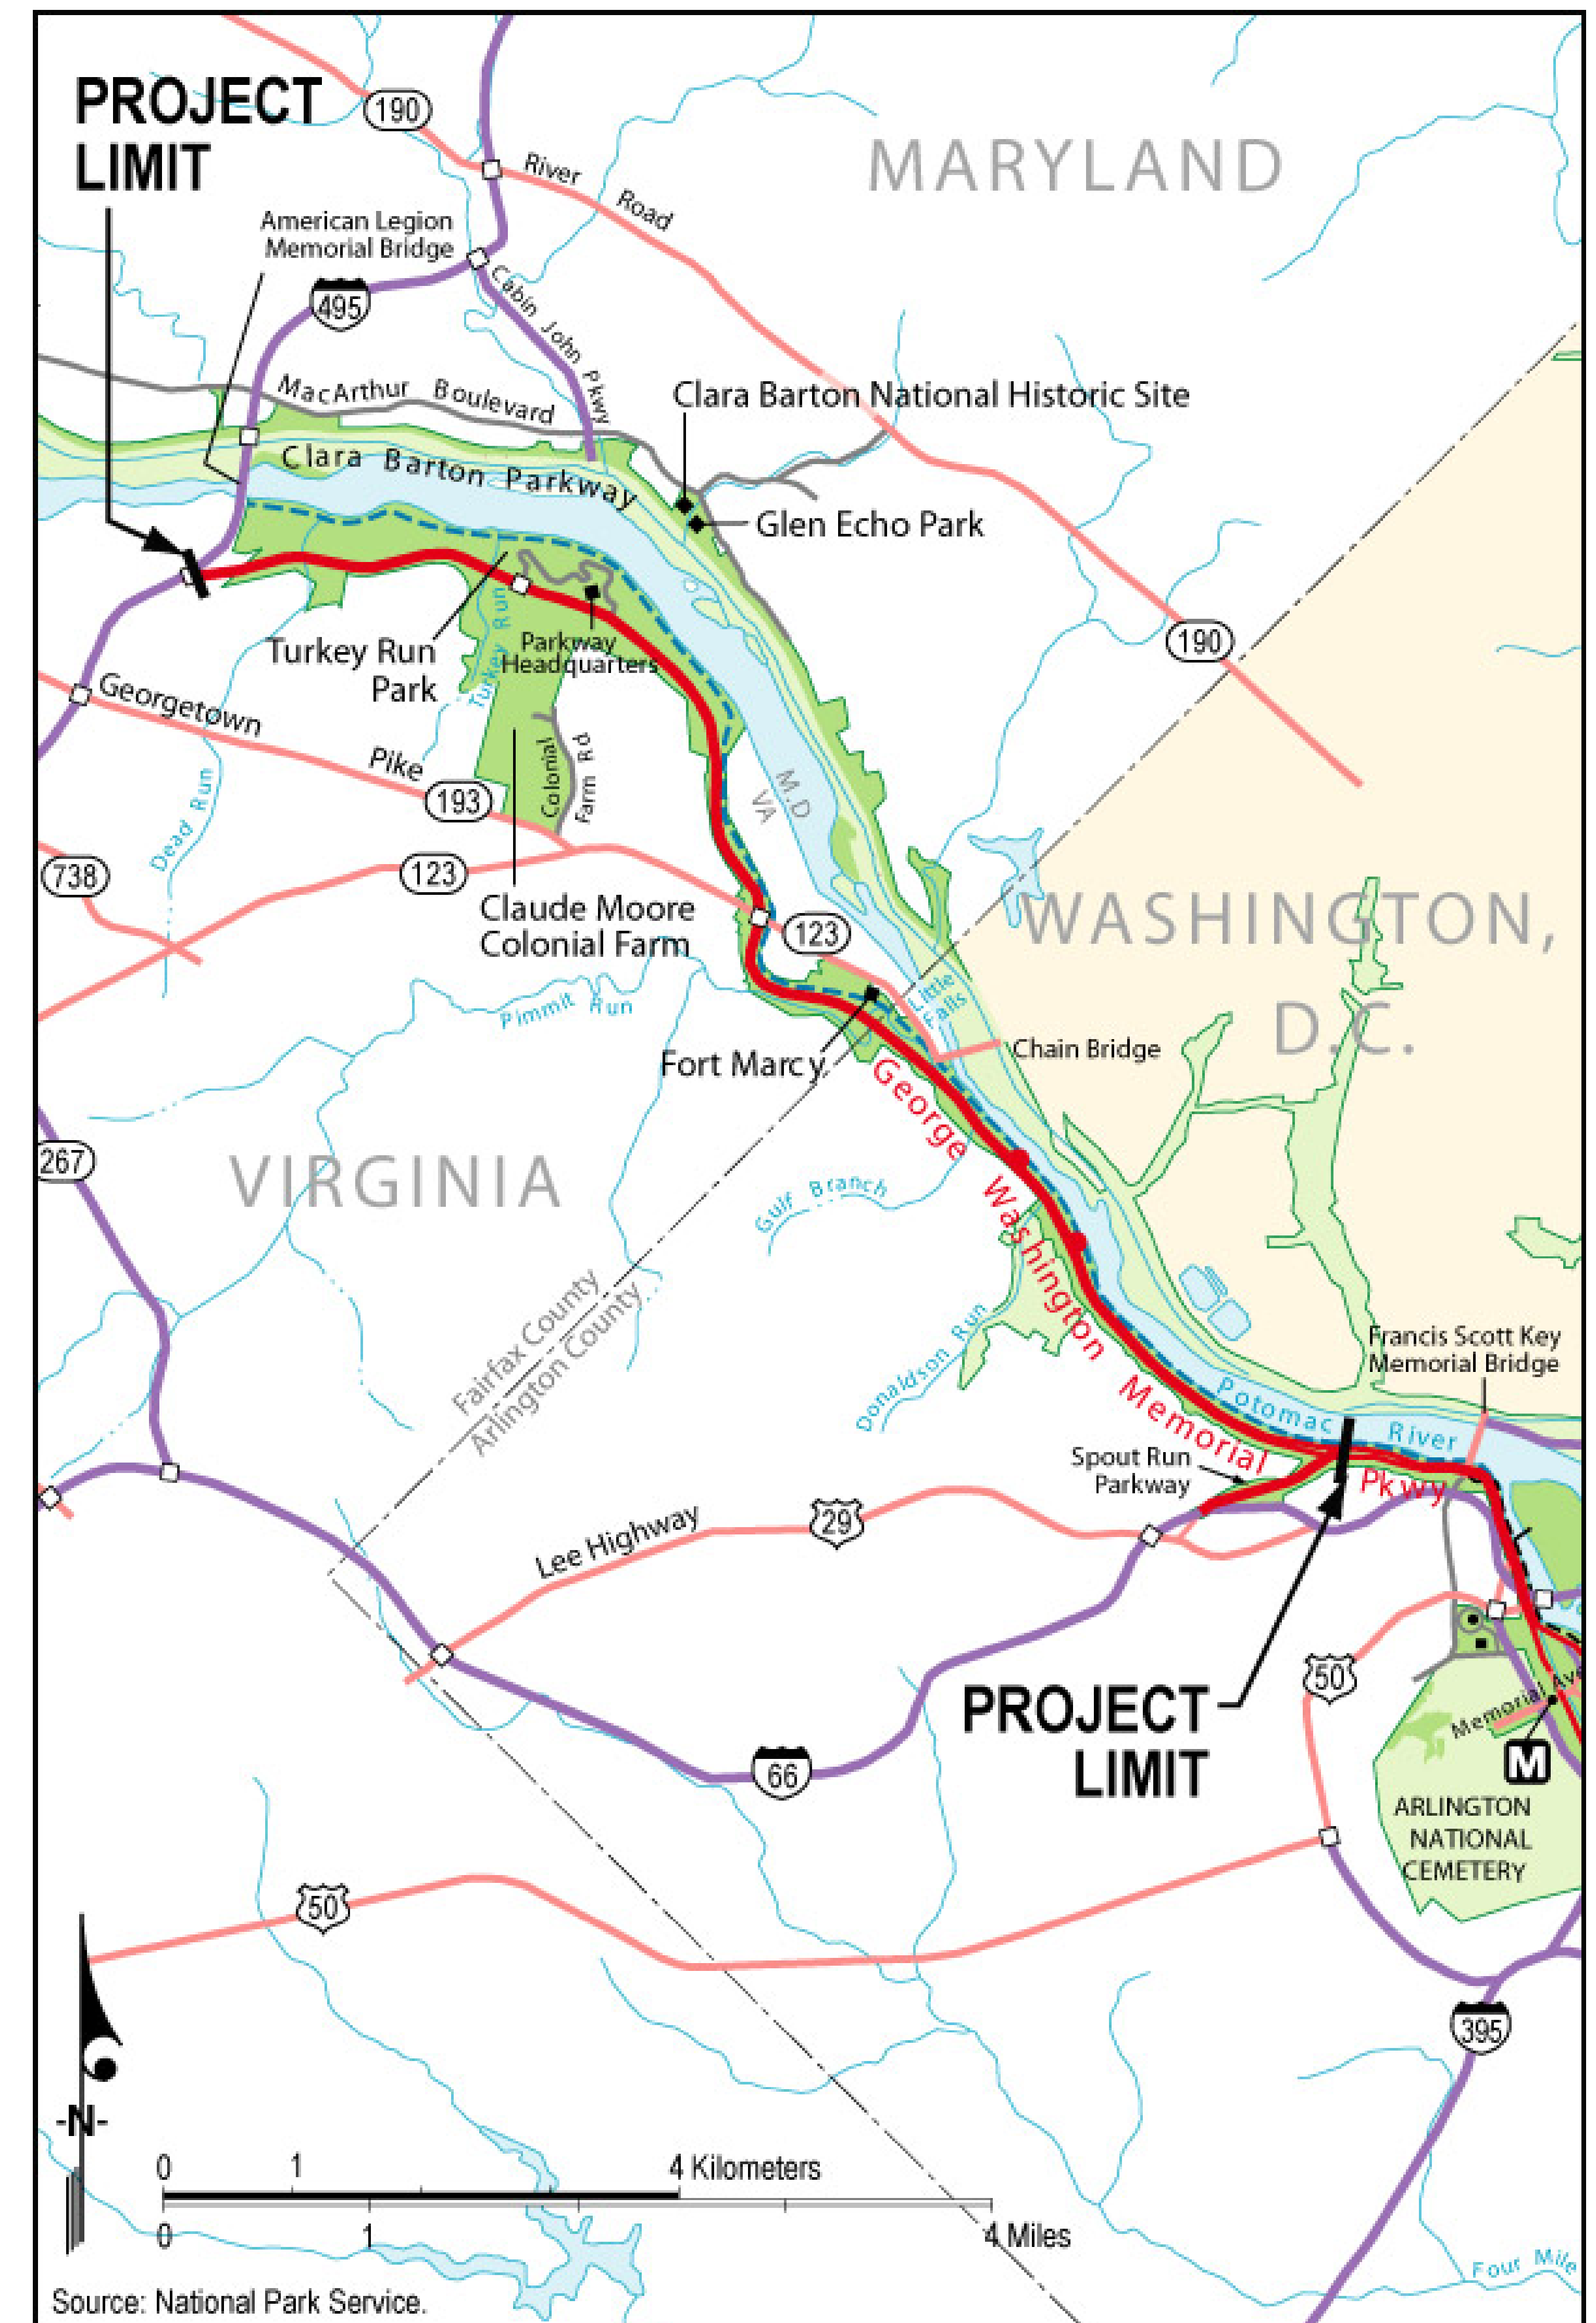 PROJECT
LIMIT
190
River Road
MARYLAND
American Legion
Memorial Bridge
495
Cabin John Pkwy
MacArthur Boulevard
Clara Barton National Historic Site
Clara Barton Parkway
Glen Echo Park
Turkey Run
Park
Turkey Run
Parkway
Headquarters
190
Georgetown Pike
193
Colonial
Farm Rd
M.D
VA
Dead Run
738
123
Claude Moore
Colonial Farm
123
WASHINGTON,
D.C.
Pimmit Run
Little
Falls
Fort Marcy
Chain Bridge
George Washington Memorial Pkwy
267
VIRGINIA
Gulf Branch
Fairfax County
Arlington County
Donaldson Run
Francis Scott Key
Memorial Bridge
Potomac River
Spout Run
Parkway
Lee Highway
29
50
PROJECT
LIMIT
66
Memorial Ave
M
ARLINGTON
NATIONAL
CEMETERY
50
395
-N-
0 1 4 Kilometers
0 1 4 Miles
Four Mile
Source: National Park Service.